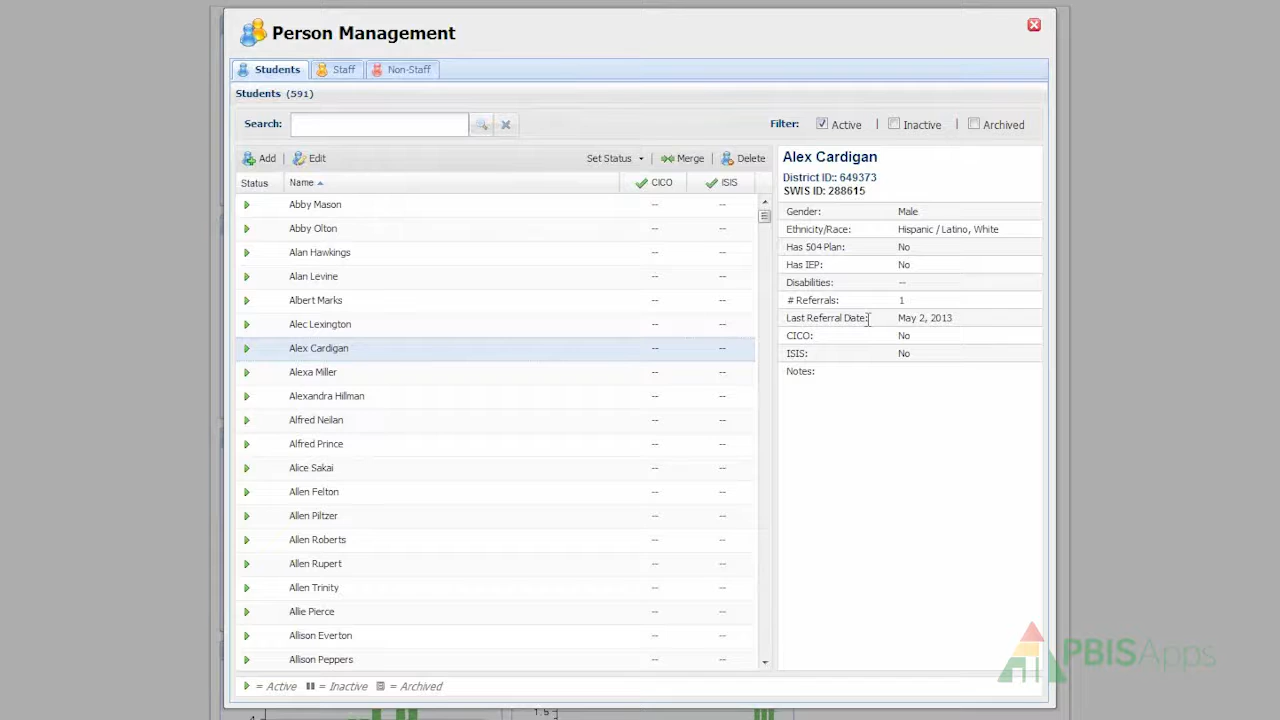 Person Management
Students Staff Non-Staff
Students (591)
Search: Filter: Active | Inactive | Archived
Add | Edit Set Status | Merge | Delete
Status Name CICO ISIS
Abby Mason -- --
Abby Olton -- --
Alan Hawkings -- --
Alan Levine -- --
Albert Marks -- --
Alec Lexington -- --
Alex Cardigan -- --
Alexa Miller -- --
Alexandra Hillman -- --
Alfred Neilan -- --
Alfred Prince -- --
Alice Sakai -- --
Allen Felton -- --
Allen Piltzer -- --
Allen Roberts -- --
Allen Rupert -- --
Allen Trinity -- --
Allie Pierce -- --
Allison Everton -- --
Allison Peppers -- --
= Active = Inactive = Archived
Alex Cardigan
District ID:: 649373
SWIS ID: 288615
Gender: Male
Ethnicity/Race: Hispanic / Latino, White
Has 504 Plan: No
Has IEP: No
Disabilities: --
# Referrals: 1
Last Referral Date: May 2, 2013
CICO: No
ISIS: No
Notes:
PBISApps
4
1.5